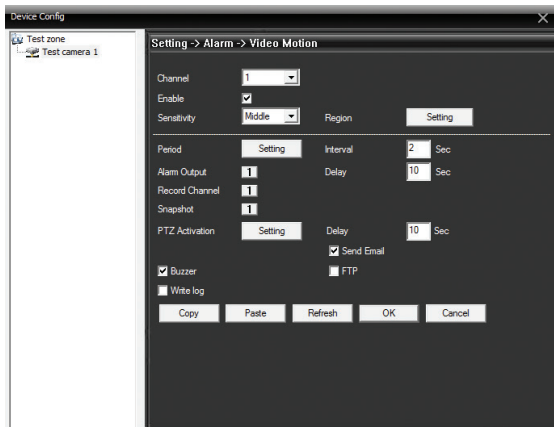 Device Config
Test zone
Test camera 1
Setting -> Alarm -> Video Motion
Channel 1
Enable
Sensitivity Middle Region Setting
Period Setting Interval 2 Sec
Alarm Output 1 Delay 10 Sec
Record Channel 1
Snapshot 1
PTZ Activation Setting Delay 10 Sec
Send Email
Buzzer FTP
Write log
Copy Paste Refresh OK Cancel